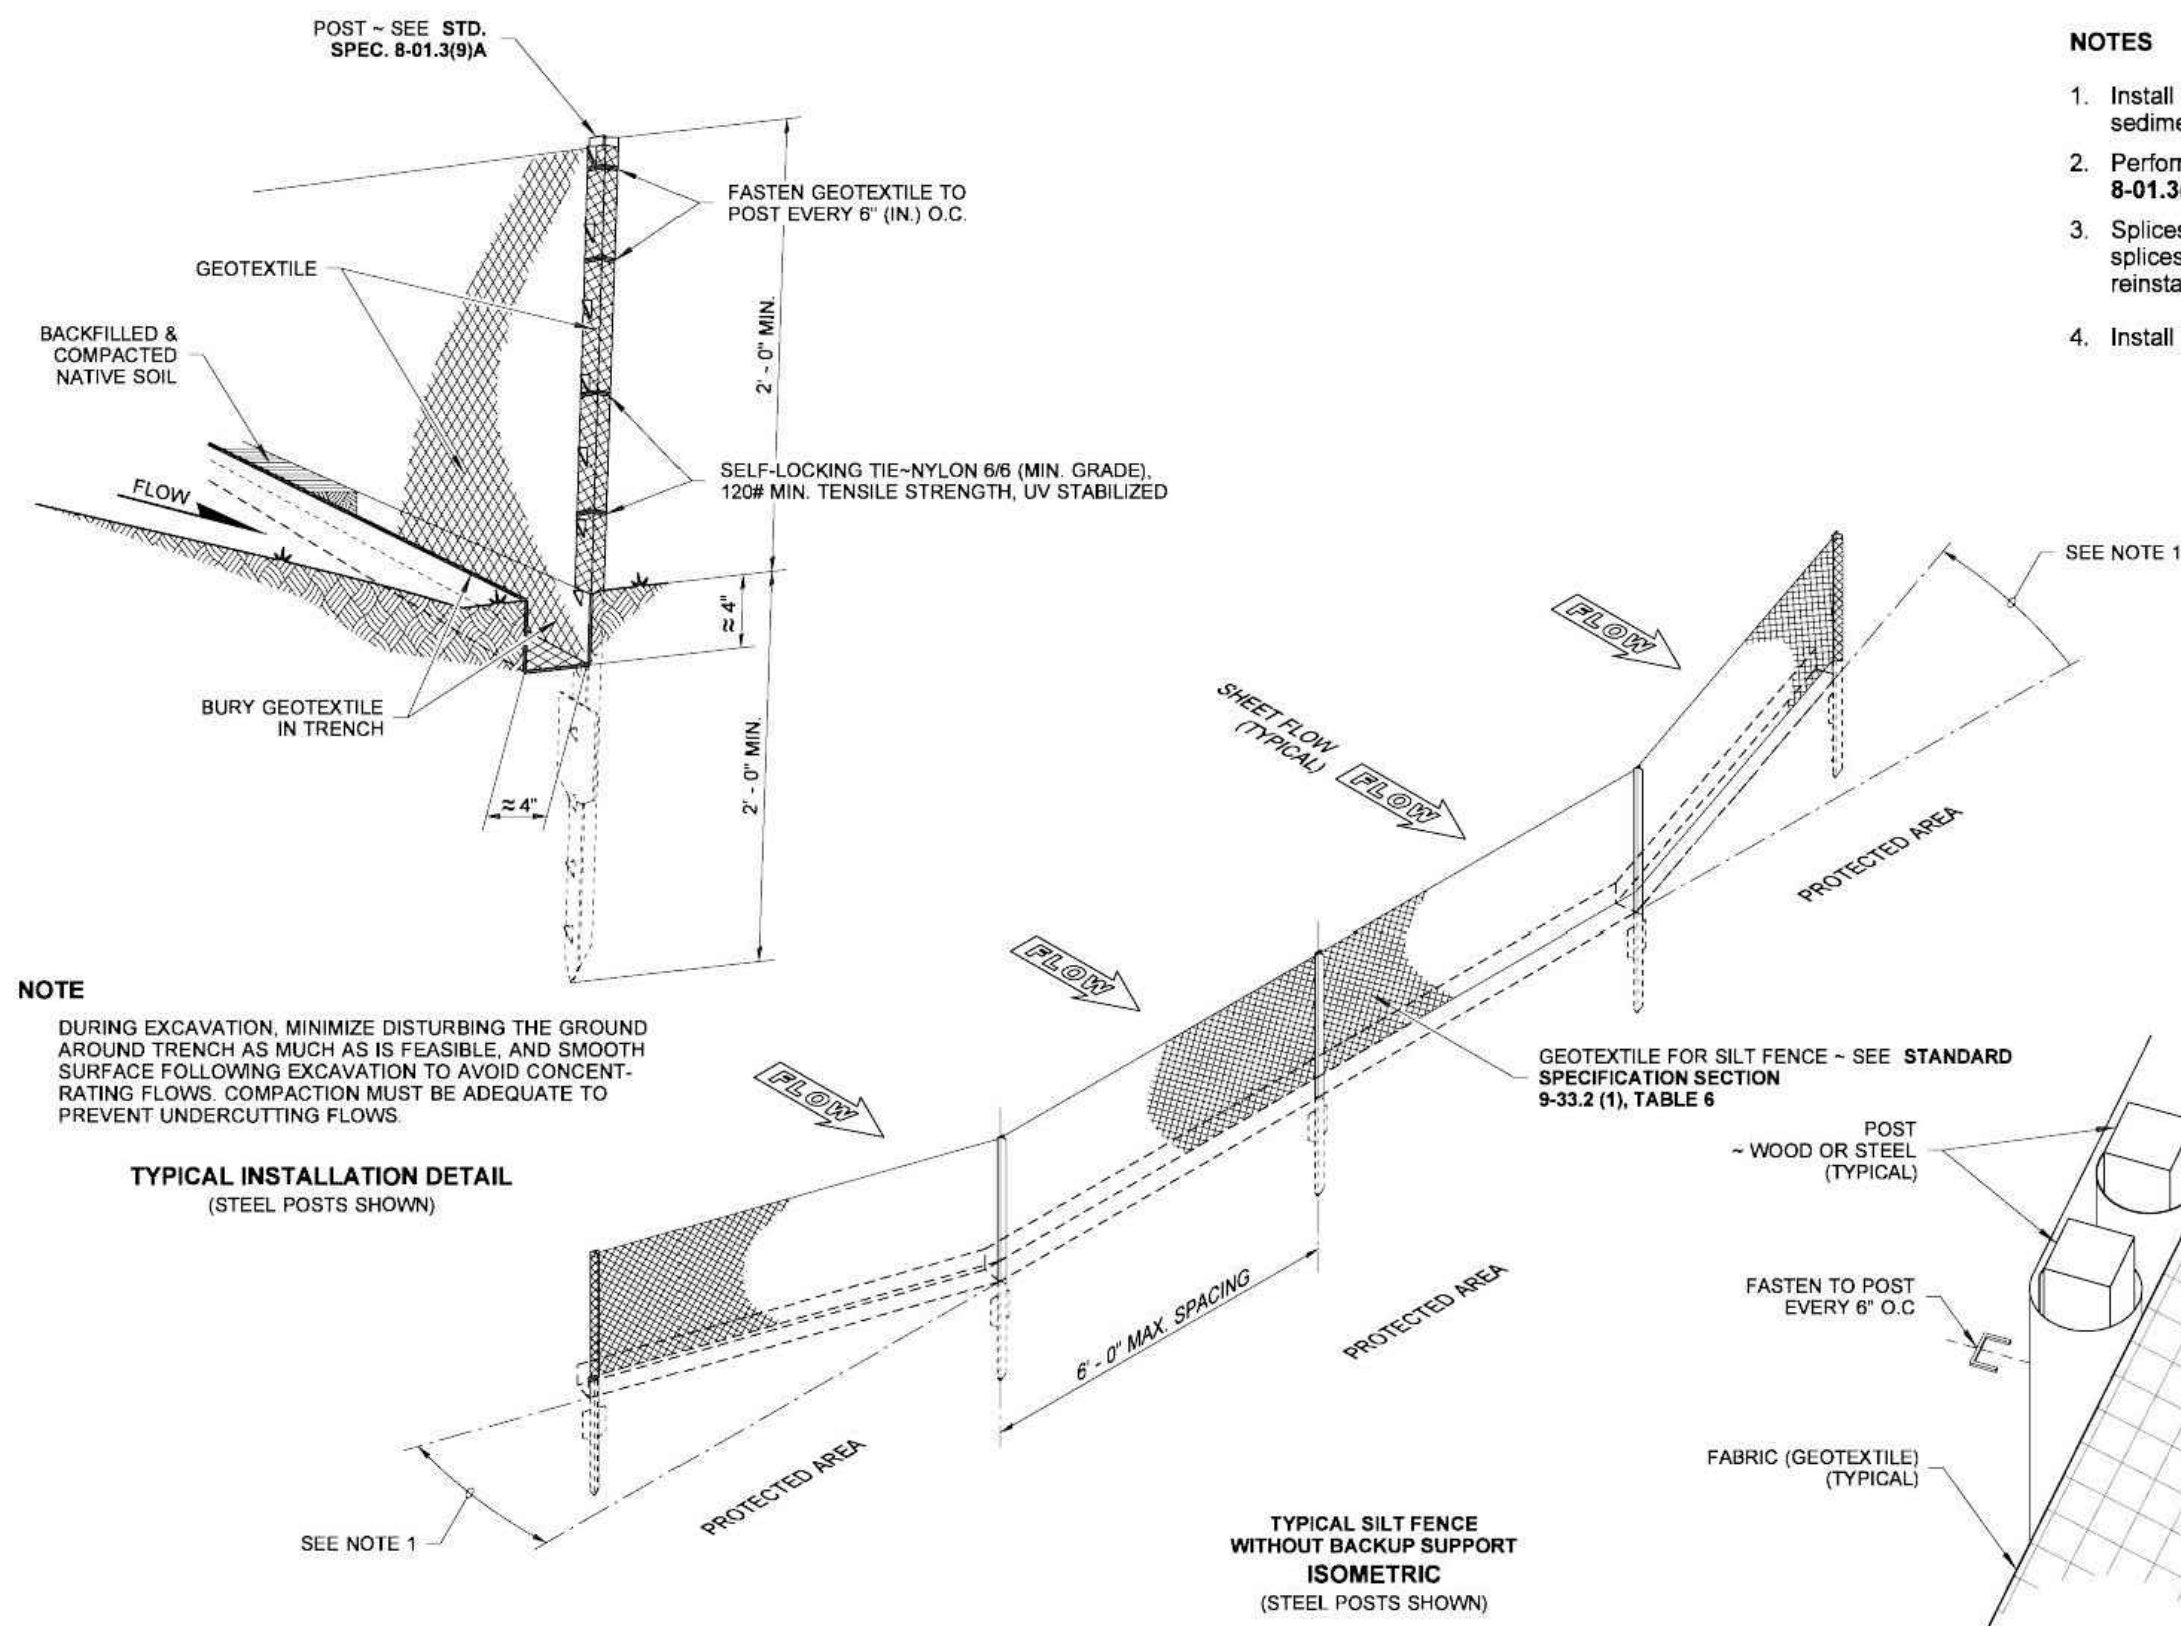 POST ~ SEE STD.
SPEC. 8-01.3(9)A
FASTEN GEOTEXTILE TO
POST EVERY 6" (IN.) O.C.
GEOTEXTILE
BACKFILLED &
COMPACTED
NATIVE SOIL
FLOW
2' - 0" MIN.
SELF-LOCKING TIE~NYLON 6/6 (MIN. GRADE),
120# MIN. TENSILE STRENGTH, UV STABILIZED
≈ 4"
BURY GEOTEXTILE
IN TRENCH
≈ 4"
2' - 0" MIN.
NOTE
DURING EXCAVATION, MINIMIZE DISTURBING THE GROUND
AROUND TRENCH AS MUCH AS IS FEASIBLE, AND SMOOTH
SURFACE FOLLOWING EXCAVATION TO AVOID CONCENT-
RATING FLOWS. COMPACTION MUST BE ADEQUATE TO
PREVENT UNDERCUTTING FLOWS.
TYPICAL INSTALLATION DETAIL
(STEEL POSTS SHOWN)
NOTES
1. Install
sedime
2. Perform
8-01.3
3. Splices
splices
reinsta
4. Install
SEE NOTE 1
FLOW
SHEET FLOW
(TYPICAL)
FLOW
PROTECTED AREA
FLOW
GEOTEXTILE FOR SILT FENCE ~ SEE STANDARD
SPECIFICATION SECTION
9-33.2 (1), TABLE 6
FLOW
6' - 0" MAX. SPACING
PROTECTED AREA
PROTECTED AREA
SEE NOTE 1
TYPICAL SILT FENCE
WITHOUT BACKUP SUPPORT
ISOMETRIC
(STEEL POSTS SHOWN)
POST
~ WOOD OR STEEL
(TYPICAL)
FASTEN TO POST
EVERY 6" O.C
FABRIC (GEOTEXTILE)
(TYPICAL)